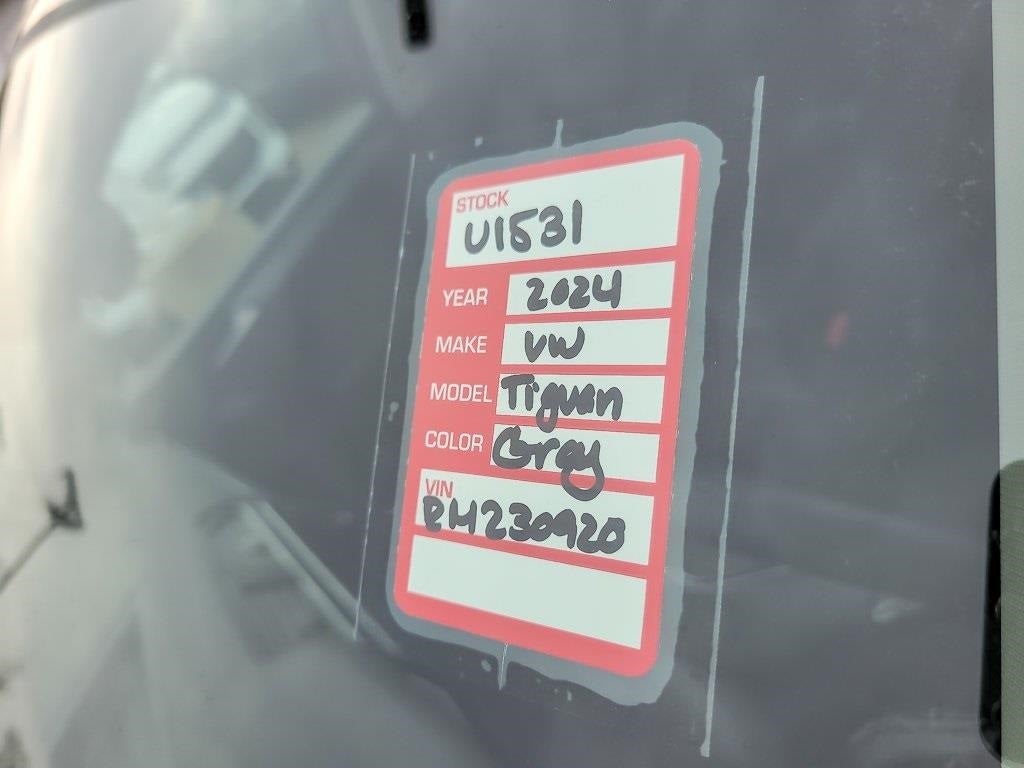 STOCK
U1531
YEAR 2024
MAKE VW
MODEL Tiguan
COLOR Gray
VIN
RM230920